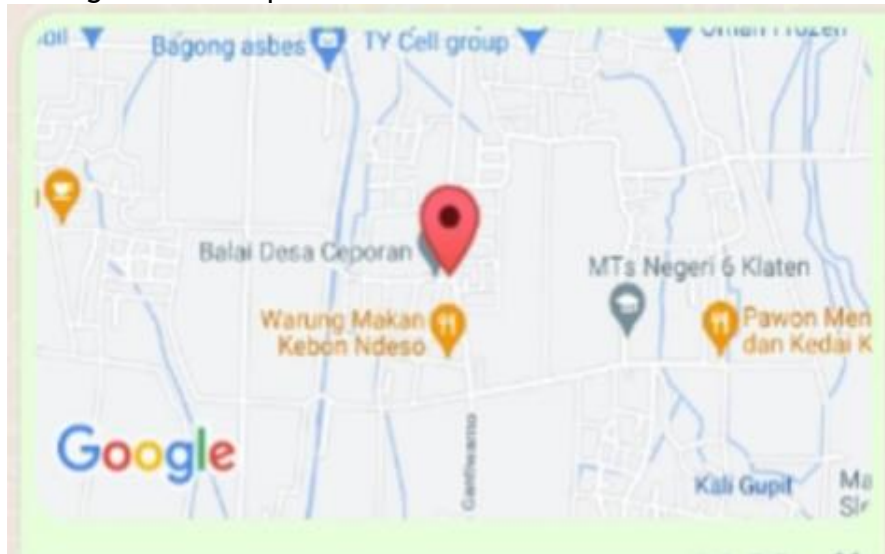 Bagong asbes
TY Cell group
Balai Desa Ceporan
MTs Negeri 6 Klaten
Warung Makan
Kebon Ndeso
Pawon Men
dan Kedai K
Google
Kali Gupit
Ma